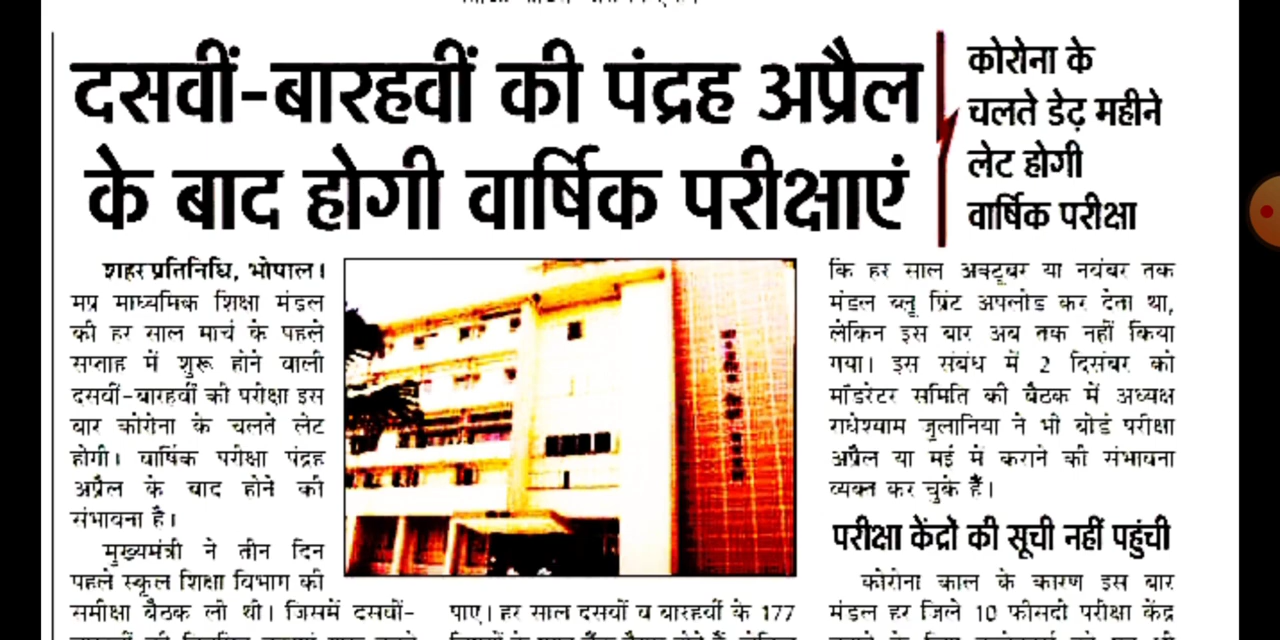 दसवीं-बारहवीं की पंद्रह अप्रैल
के बाद होगी वार्षिक परीक्षाएं
कोरोना के
चलते डेढ़ महीने
लेट होगी
वार्षिक परीक्षा
शहर प्रतिनिधि, भोपाल।
मप्र माध्यमिक शिक्षा मंडल
की हर साल मार्च के पहले
सप्ताह में शुरू होने वाली
दसवीं-बारहवीं की परीक्षा इस
बार कोरोना के चलते लेट
होगी। वार्षिक परीक्षा पंद्रह
अप्रैल के बाद होने की
संभावना है।
मुख्यमंत्री ने तीन दिन
पहले स्कूल शिक्षा विभाग की
समीक्षा बैठक ली थी। जिसमें दसवीं-
पाए। हर साल दसवीं व बारहवीं के 177
कि हर साल अक्टूबर या नवंबर तक
मंडल ब्लू प्रिंट अपलोड कर देता था,
लेकिन इस बार अब तक नहीं किया
गया। इस संबंध में 2 दिसंबर को
मॉडरेटर समिति की बैठक में अध्यक्ष
राधेश्याम जुलानिया ने भी बोर्ड परीक्षा
अप्रैल या मई में कराने की संभावना
व्यक्त कर चुके हैं।
परीक्षा केंद्रो की सूची नहीं पहुंची
कोरोना काल के कारण इस बार
मंडल हर जिले 10 फीसदी परीक्षा केंद्र